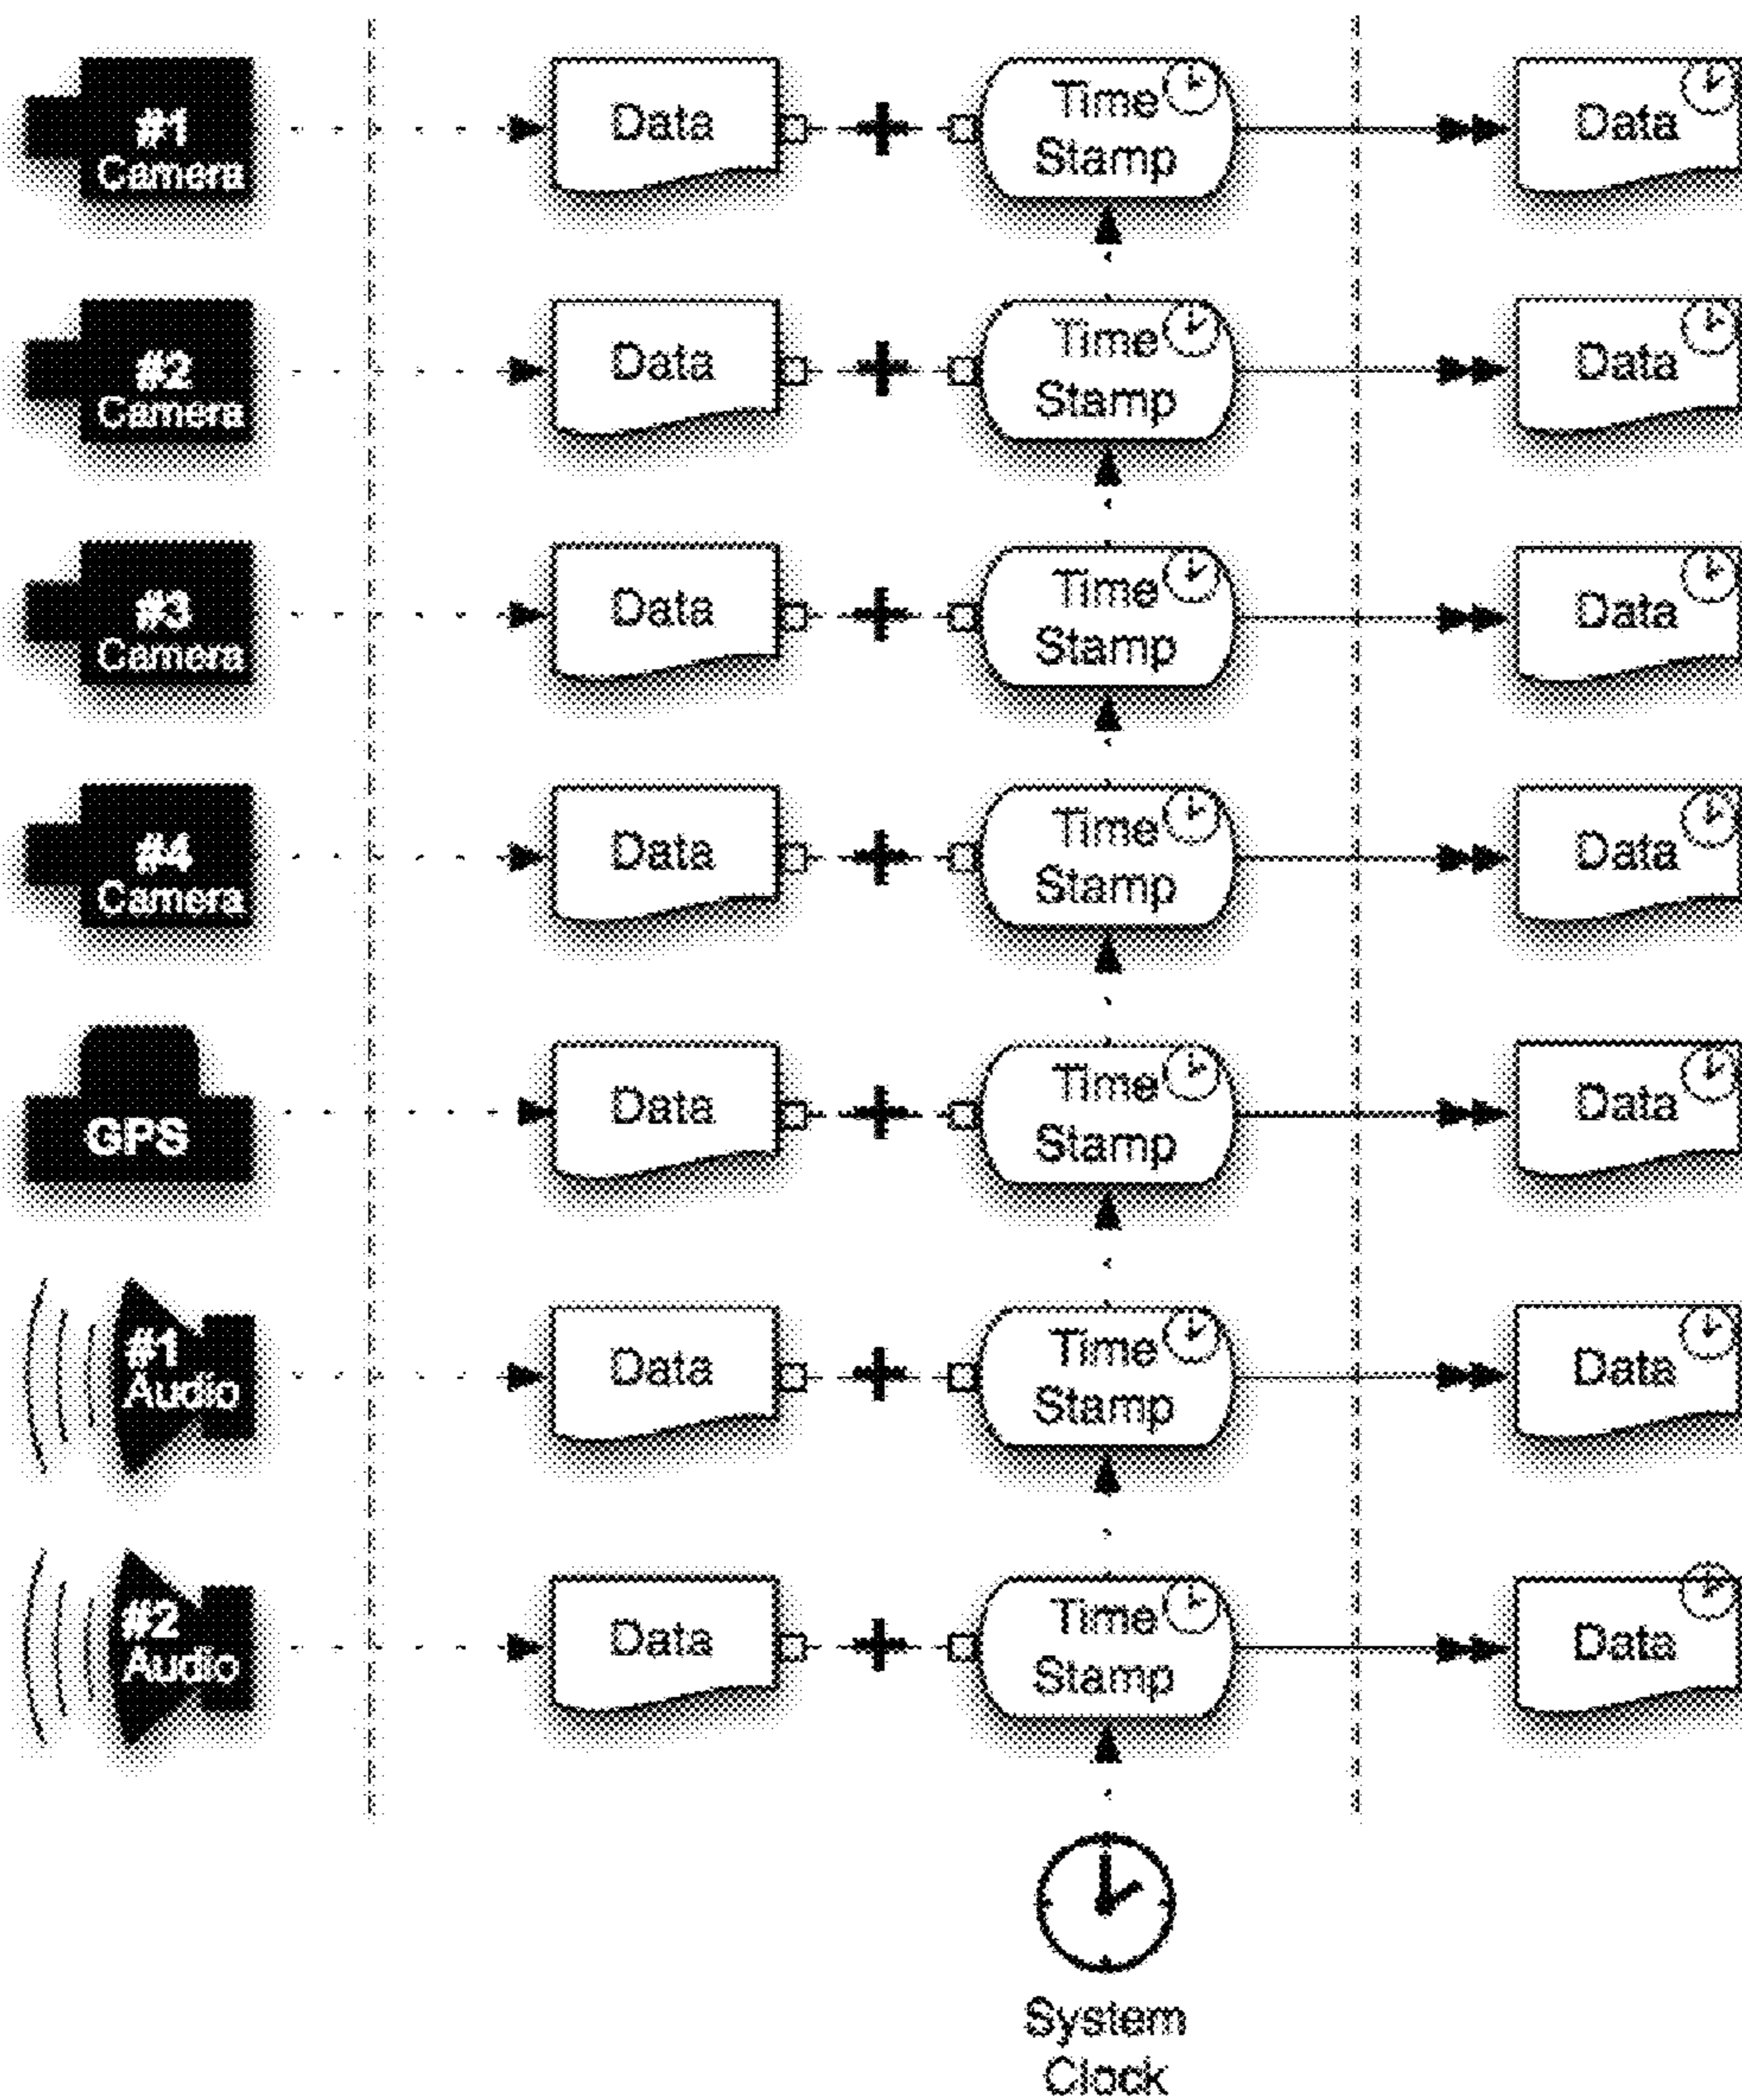 #1
Camera
Data
Time
Stamp
Data
#2
Camera
Data
Time
Stamp
Data
#3
Camera
Data
Time
Stamp
Data
#4
Camera
Data
Time
Stamp
Data
GPS
Data
Time
Stamp
Data
#1
Audio
Data
Time
Stamp
Data
#2
Audio
Data
Time
Stamp
Data
System
Clock